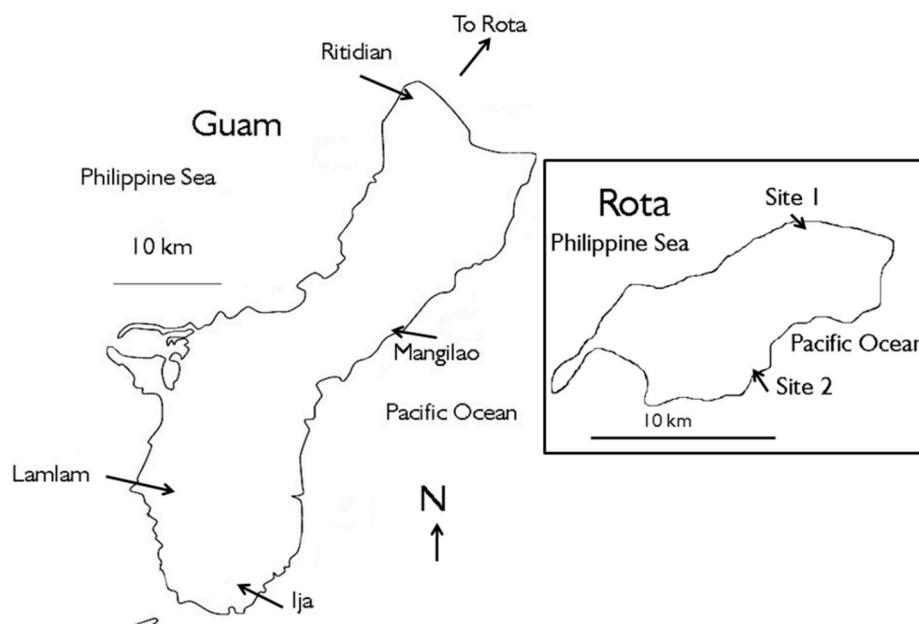 To Rota
Ritidian
Guam
Philippine Sea
10 km
Mangilao
Pacific Ocean
Lamlam
N
Ija
Rota
Site 1
Philippine Sea
Pacific Ocean
Site 2
10 km